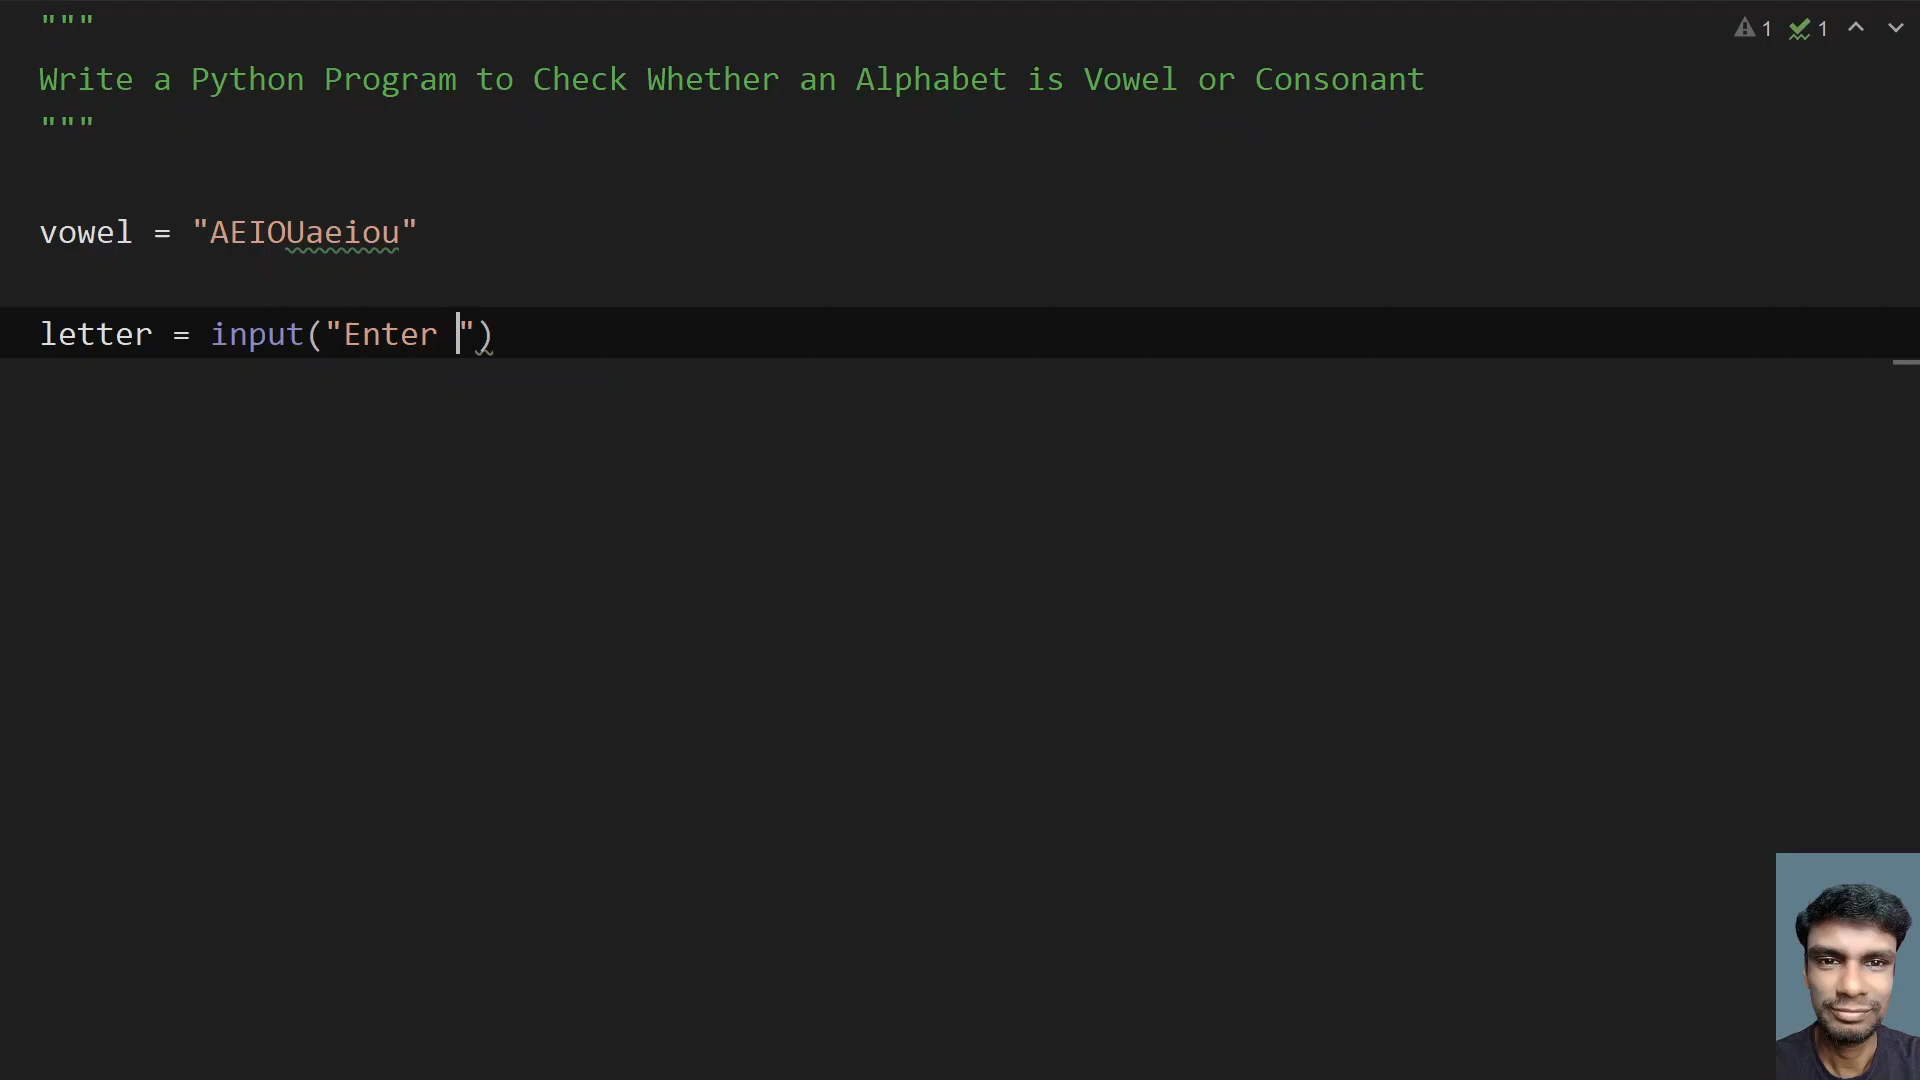 """
Write a Python Program to Check Whether an Alphabet is Vowel or Consonant
"""
vowel = "AEIOUaeiou"
letter = input("Enter ")
1 1